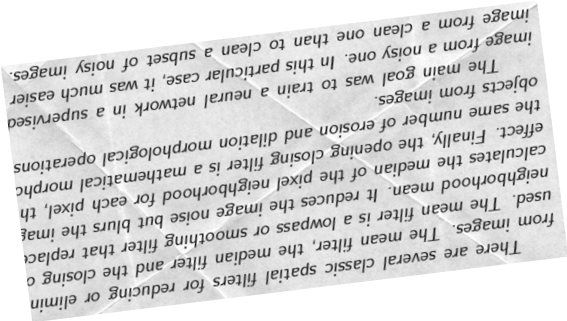 There are several classic spatial filters for reducing or elimin
from images. The mean filter, the median filter and the closing o
used. The mean filter is a lowpass or smoothing filter that replace
neighborhood mean. It reduces the image noise but blurs the imag
calculates the median of the pixel neighborhood for each pixel, th
effect. Finally, the opening closing filter is a mathematical morpho
the same number of erosion and dilation morphological operations
objects from images.
The main goal was to train a neural network in a supervised
image from a noisy one. In this particular case, it was much easier
image from a clean one than to clean a subset of noisy images.